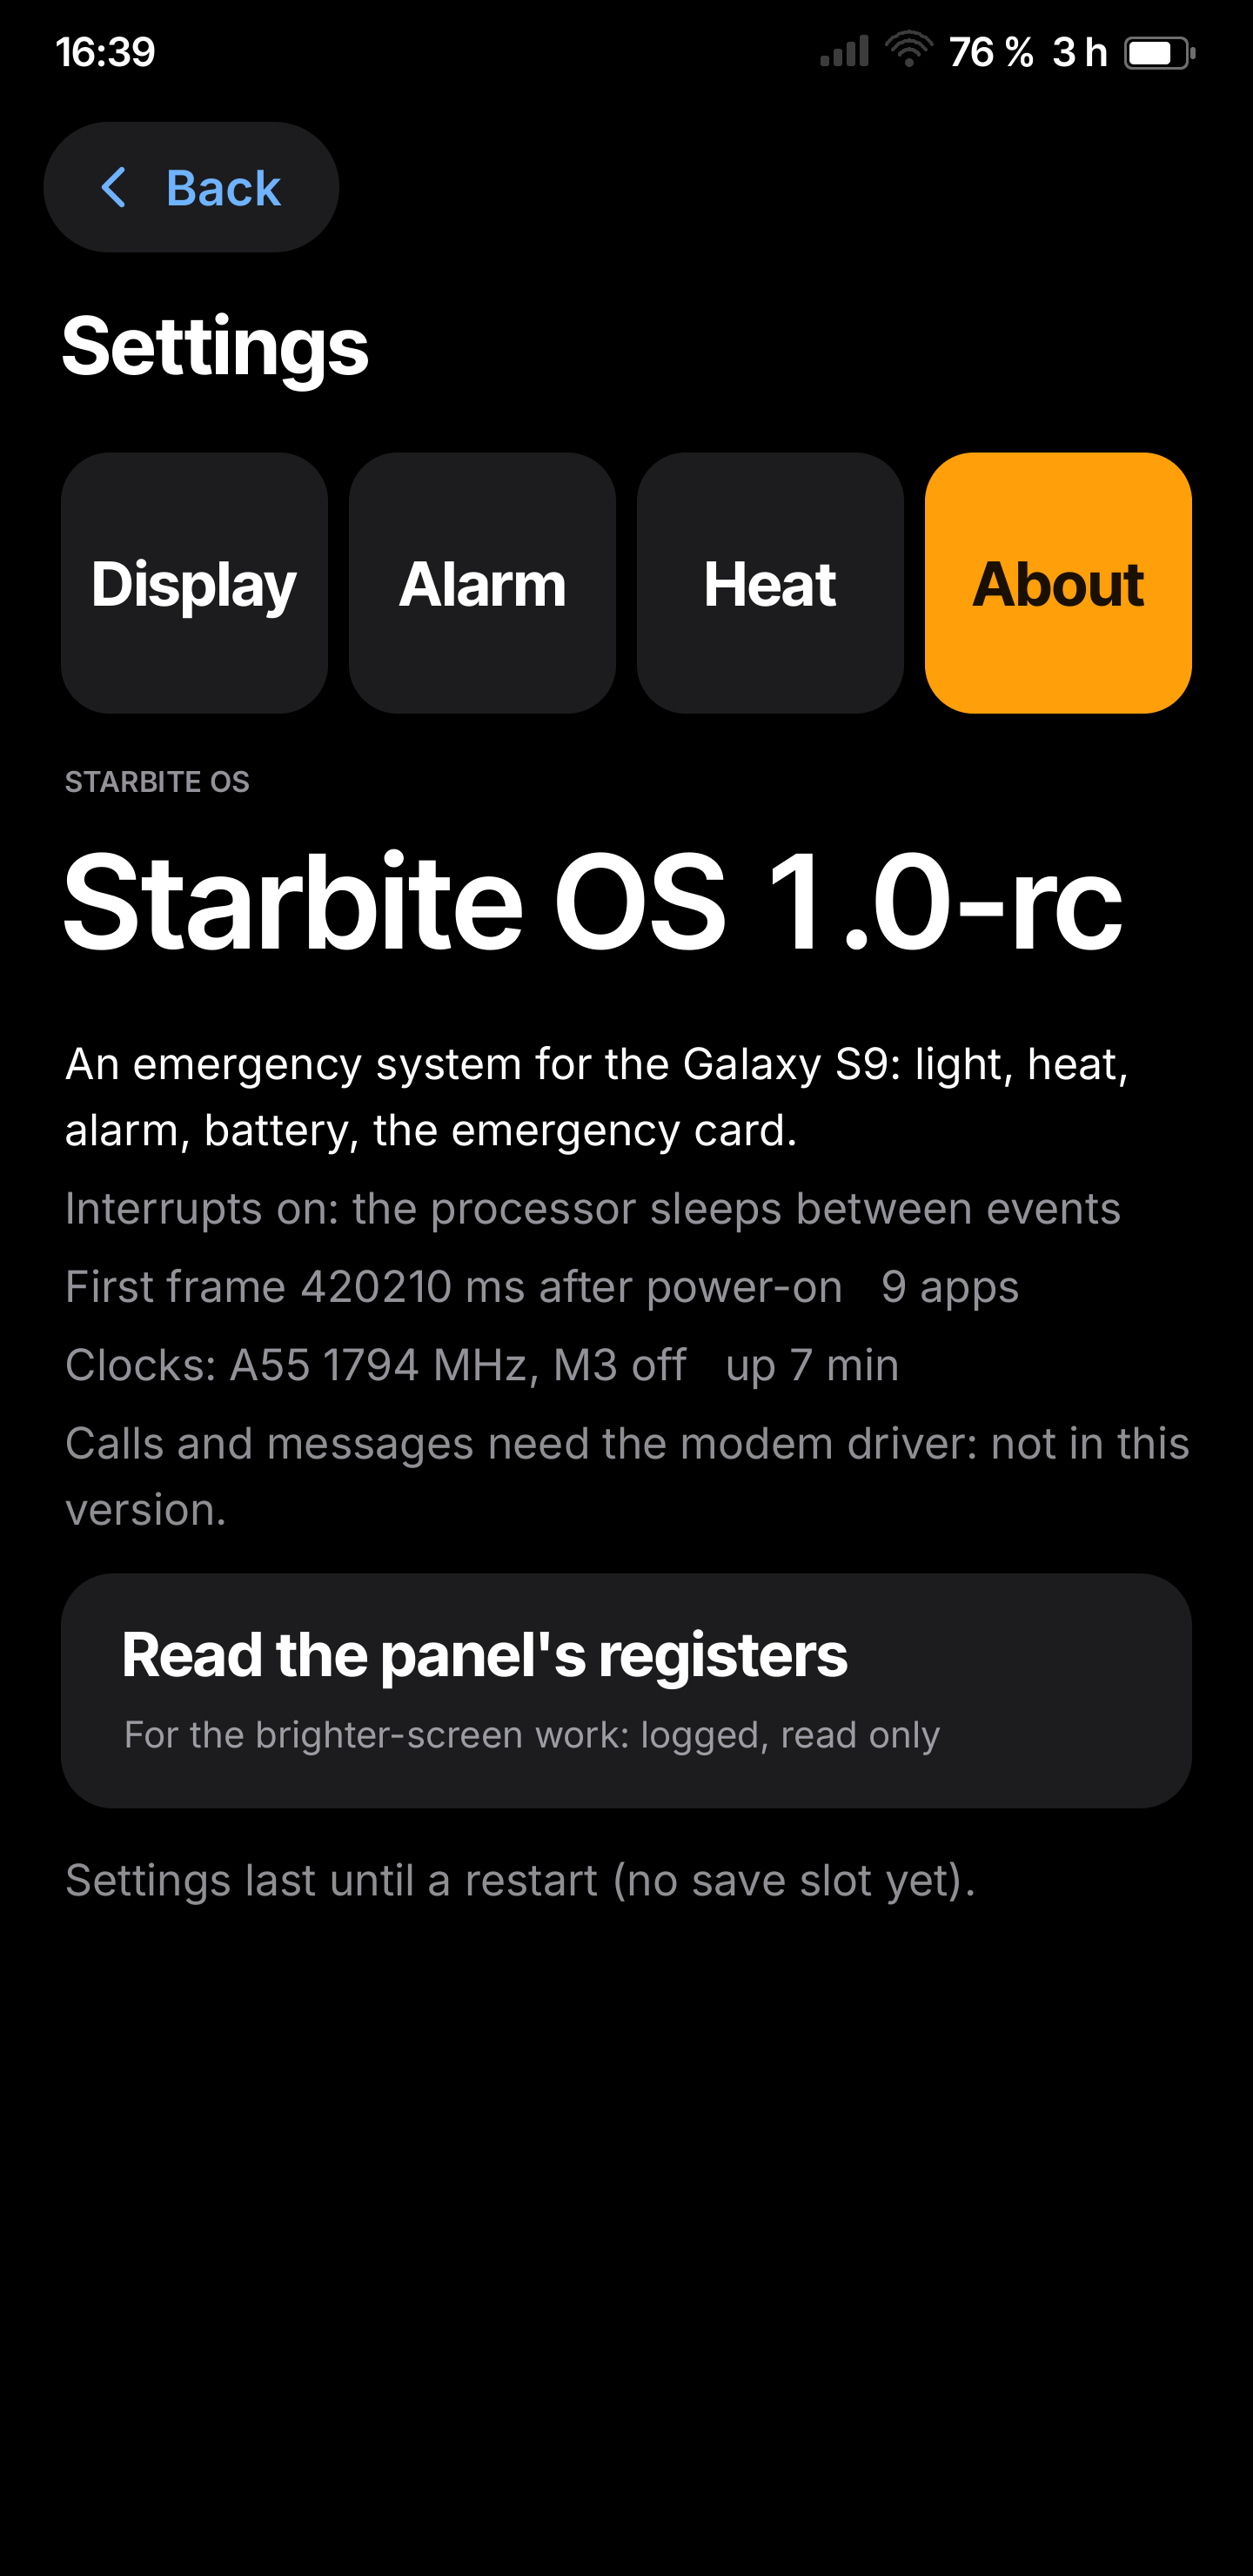 16:39
76 % 3 h
Back
Settings
Display
Alarm
Heat
About
STARBITE OS
Starbite OS 1.0-rc
An emergency system for the Galaxy S9: light, heat,
alarm, battery, the emergency card.
Interrupts on: the processor sleeps between events
First frame 420210 ms after power-on 9 apps
Clocks: A55 1794 MHz, M3 off up 7 min
Calls and messages need the modem driver: not in this
version.
Read the panel's registers
For the brighter-screen work: logged, read only
Settings last until a restart (no save slot yet).